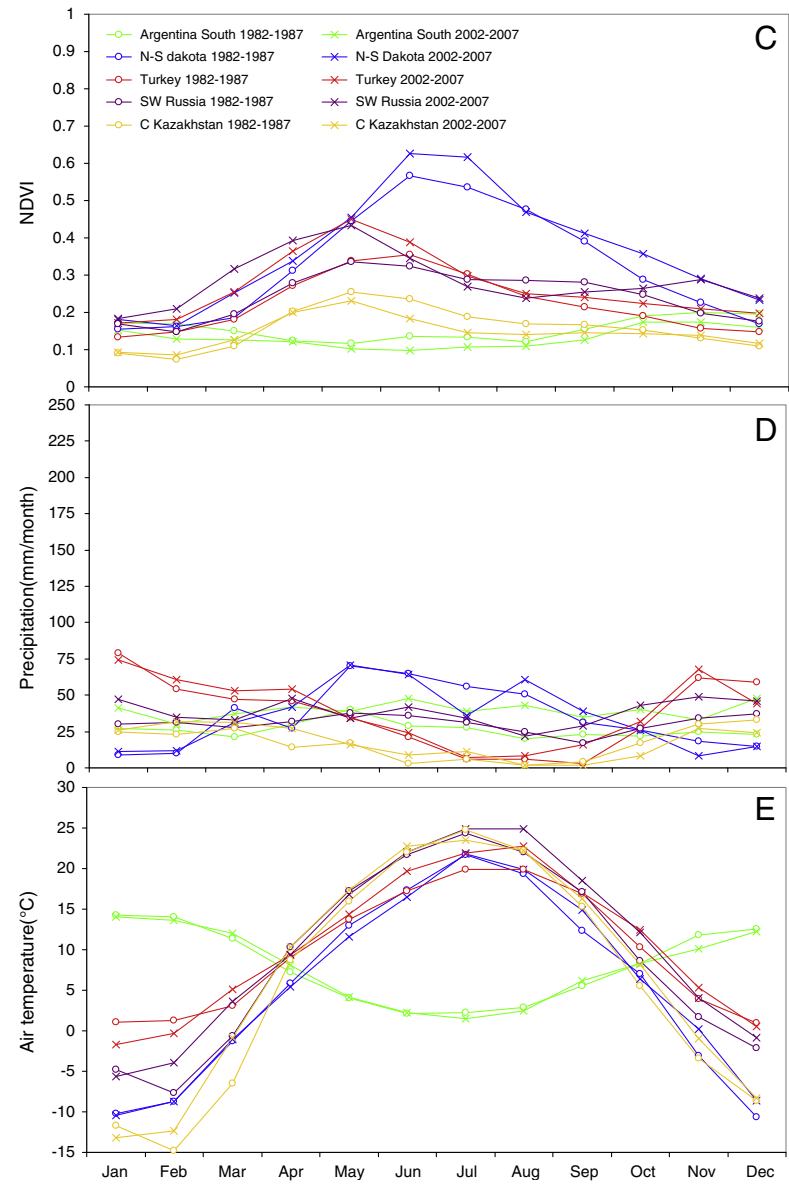 C
1
0.9
0.8
0.7
0.6
0.5
0.4
0.3
0.2
0.1
0
NDVI
Argentina South 1982-1987 Argentina South 2002-2007
N-S dakota 1982-1987 N-S Dakota 2002-2007
Turkey 1982-1987 Turkey 2002-2007
SW Russia 1982-1987 SW Russia 2002-2007
C Kazakhstan 1982-1987 C Kazakhstan 2002-2007
D
250
225
200
175
150
125
100
75
50
25
0
Precipitation(mm/month)
E
30
25
20
15
10
5
0
-5
-10
-15
Air temperature(°C)
Jan Feb Mar Apr May Jun Jul Aug Sep Oct Nov Dec